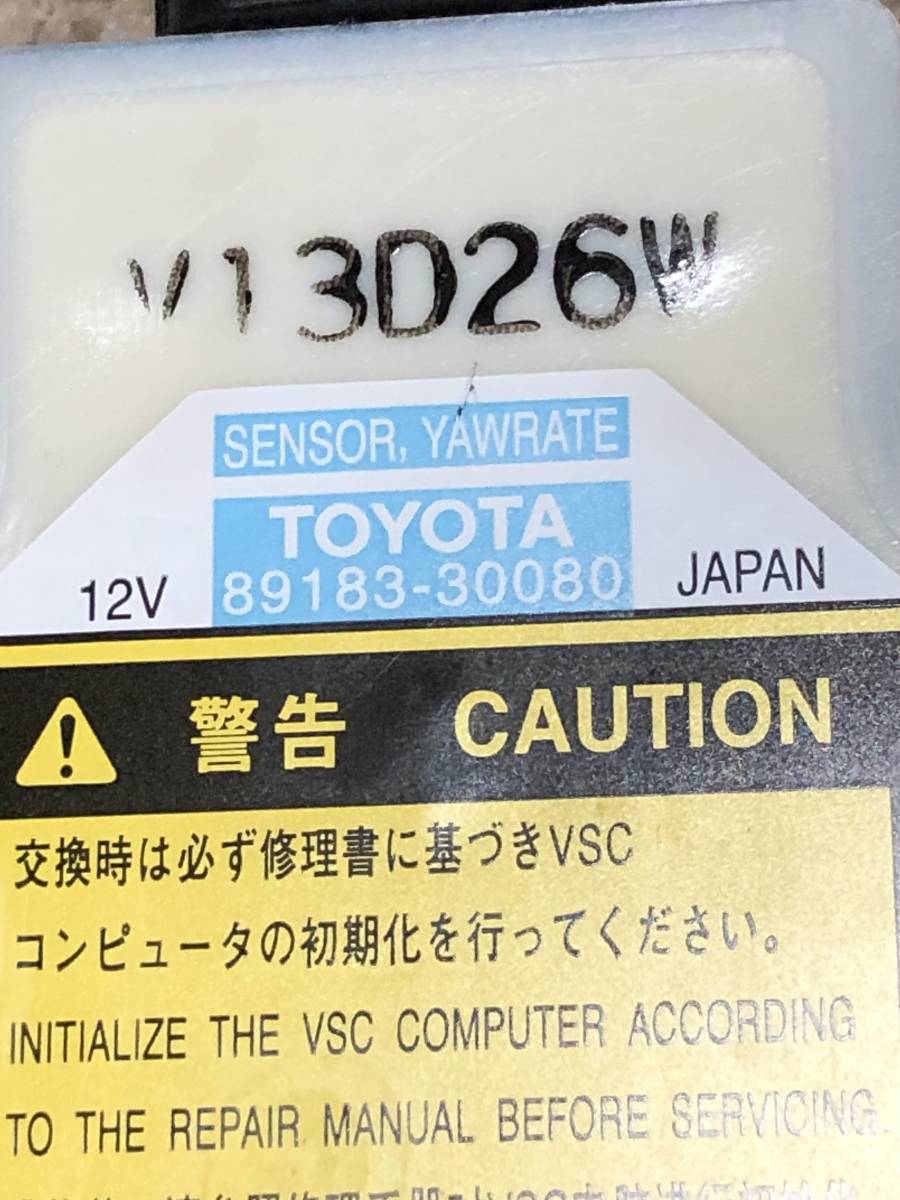 V13D26W
SENSOR, YAWRATE
TOYOTA
89183-30080
12V
JAPAN
警告 CAUTION
交換時は必ず修理書に基づきVSC
コンピュータの初期化を行ってください。
INITIALIZE THE VSC COMPUTER ACCORDING
TO THE REPAIR MANUAL BEFORE SERVICING.